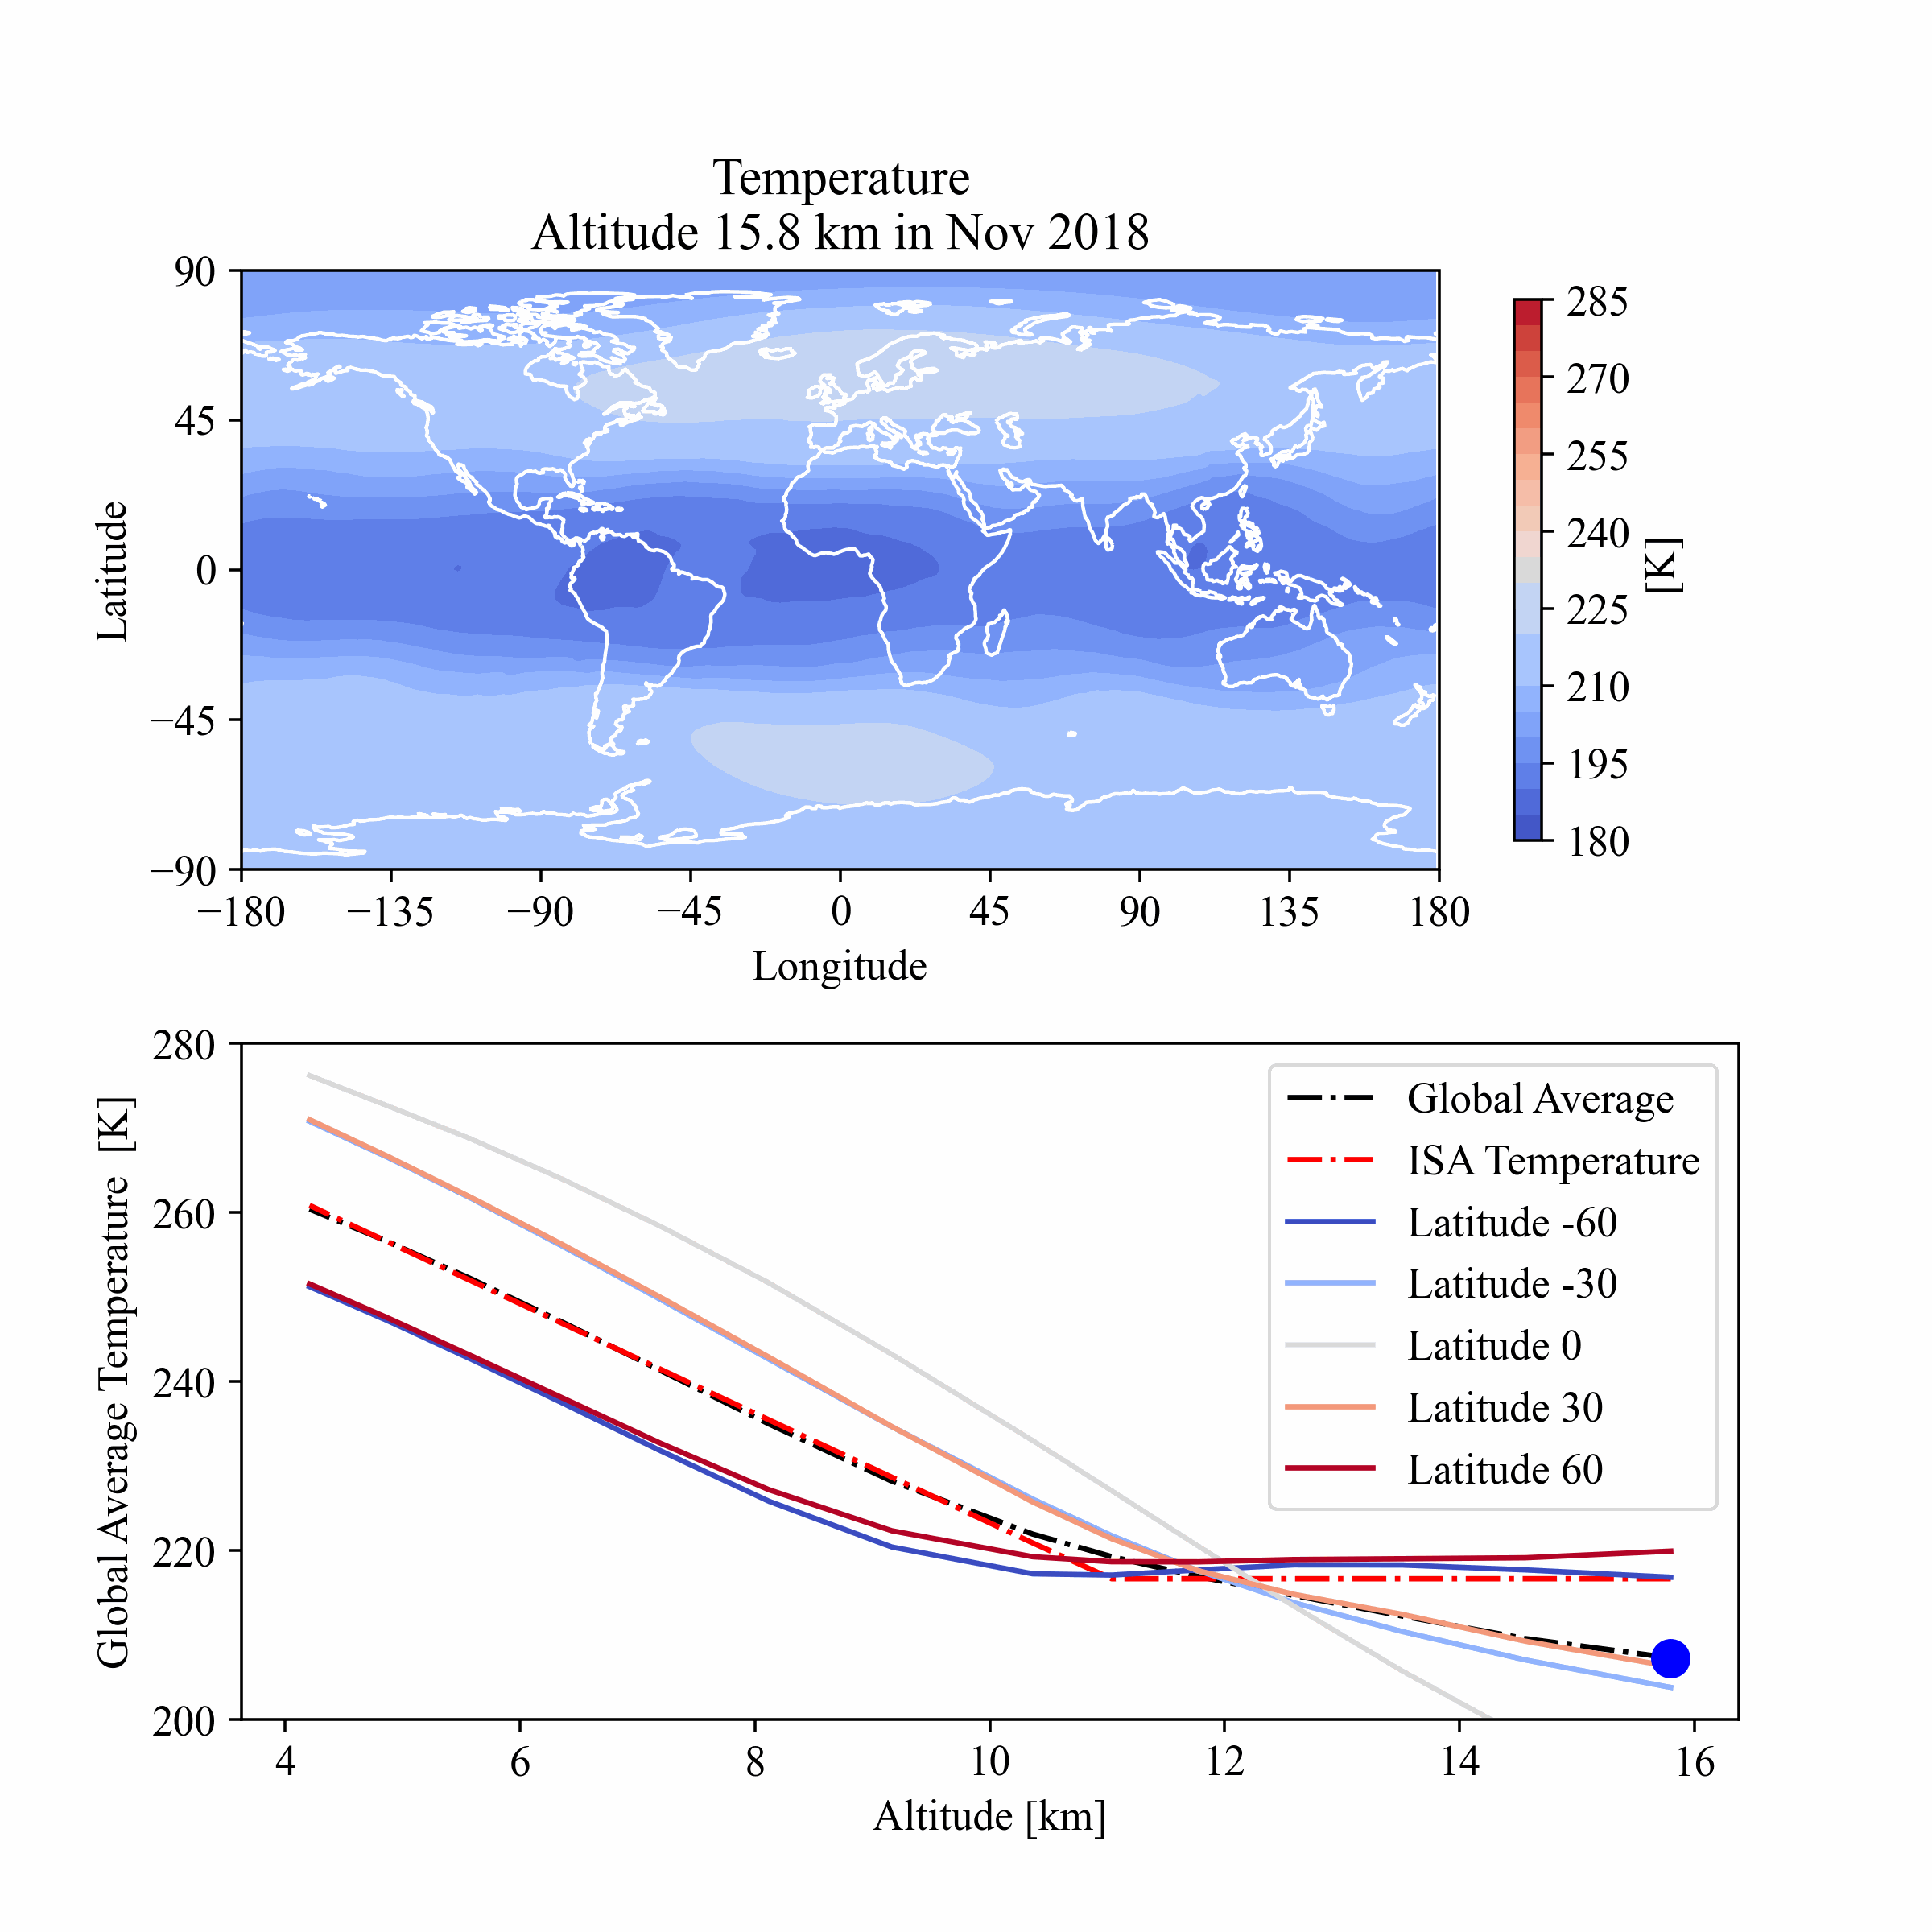 Temperature
Altitude 15.8 km in Nov 2018
90
45
0
−45
−90
Latitude
−180 −135 −90 −45 0 45 90 135 180
Longitude
285
270
255
240
225
210
195
180
[K]
280
260
240
220
200
Global Average Temperature [K]
4 6 8 10 12 14 16
Altitude [km]
Global Average
ISA Temperature
Latitude -60
Latitude -30
Latitude 0
Latitude 30
Latitude 60